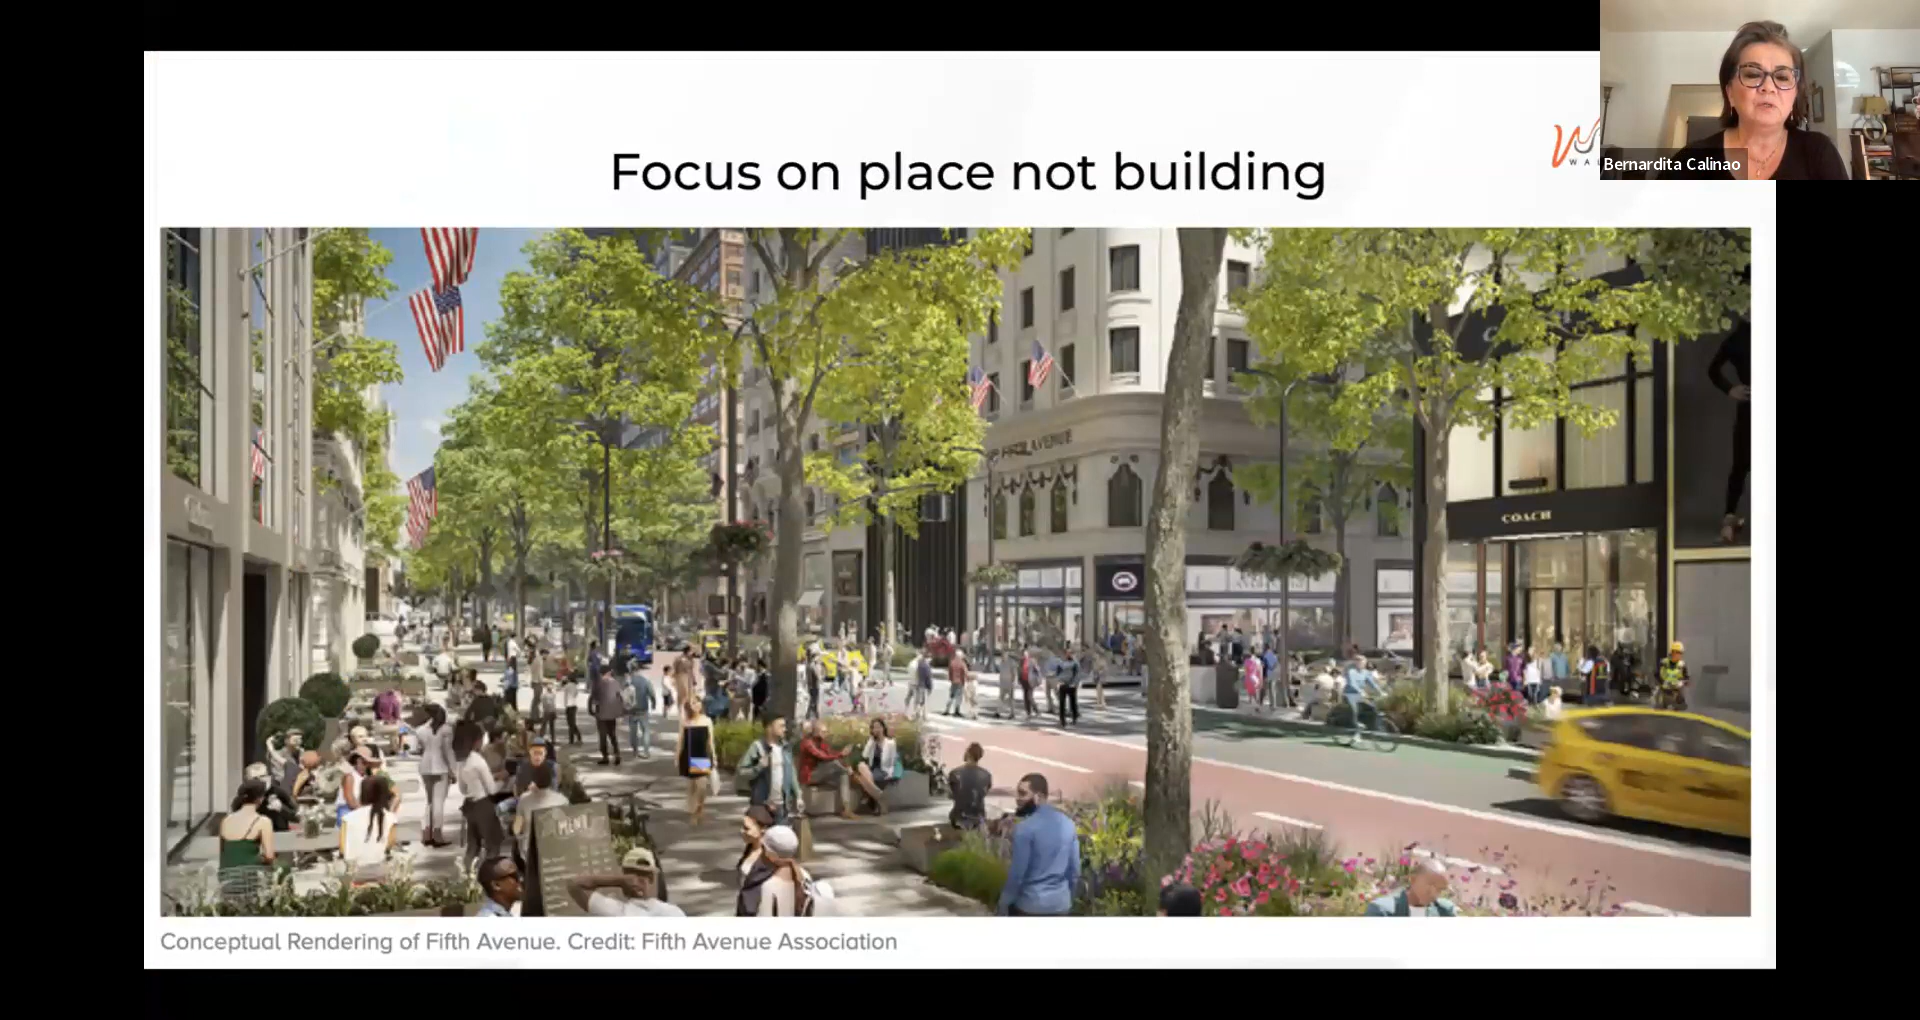 Focus on place not building
Bernardita Calinao
FIFTH AVENUE
COACH
MENU
Conceptual Rendering of Fifth Avenue. Credit: Fifth Avenue Association